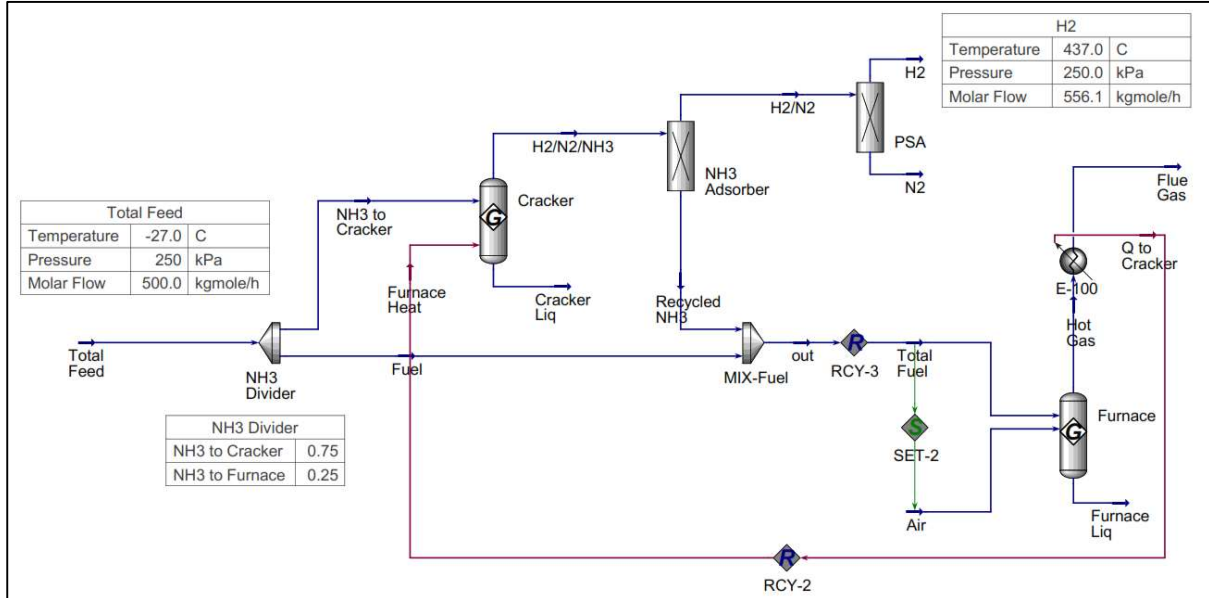 H2
Temperature 437.0 C
Pressure 250.0 kPa
Molar Flow 556.1 kgmole/h
H2
H2/N2
PSA
N2
H2/N2/NH3
NH3
Adsorber
Flue
Gas
NH3 to
Cracker
Cracker
G
Total Feed
Temperature -27.0 C
Pressure 250 kPa
Molar Flow 500.0 kgmole/h
Q to
Cracker
E-100
Furnace
Heat
Cracker
Liq
Recycled
NH3
Hot
Gas
Total
Feed
NH3
Divider
Fuel
MIX-Fuel
out
R
RCY-3
Total
Fuel
Furnace
G
S
SET-2
NH3 Divider
NH3 to Cracker 0.75
NH3 to Furnace 0.25
Air
Furnace
Liq
R
RCY-2